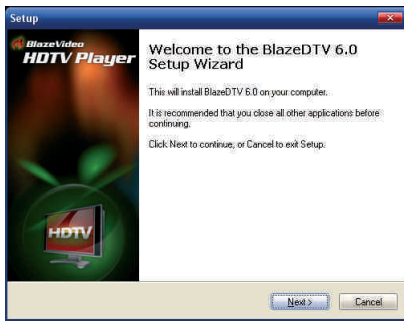 Setup
BlazeVideo
HDTV Player
Welcome to the BlazeDTV 6.0
Setup Wizard
This will install BlazeDTV 6.0 on your computer.
It is recommended that you close all other applications before
continuing.
Click Next to continue, or Cancel to exit Setup.
HDTV
Next >
Cancel